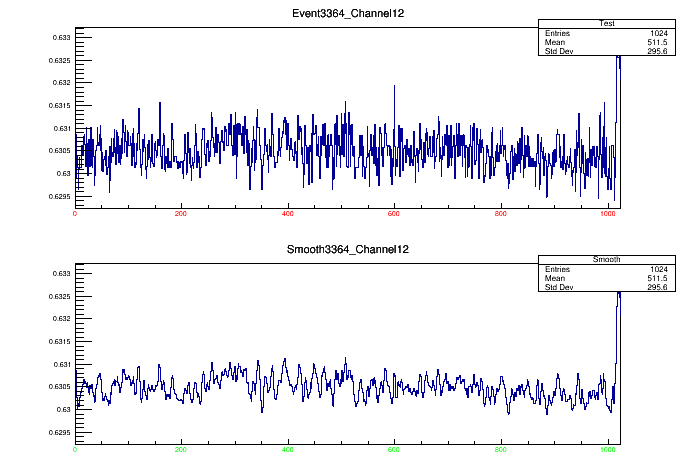 Event3364_Channel12
Test
Entries 1024
Mean 511.5
Std Dev 295.6
0.633
0.6325
0.632
0.6315
0.631
0.6305
0.63
0.6295
0 200 400 600 800 1000
Smooth3364_Channel12
Smooth
Entries 1024
Mean 511.5
Std Dev 295.6
0.633
0.6325
0.632
0.6315
0.631
0.6305
0.63
0.6295
0 200 400 600 800 1000